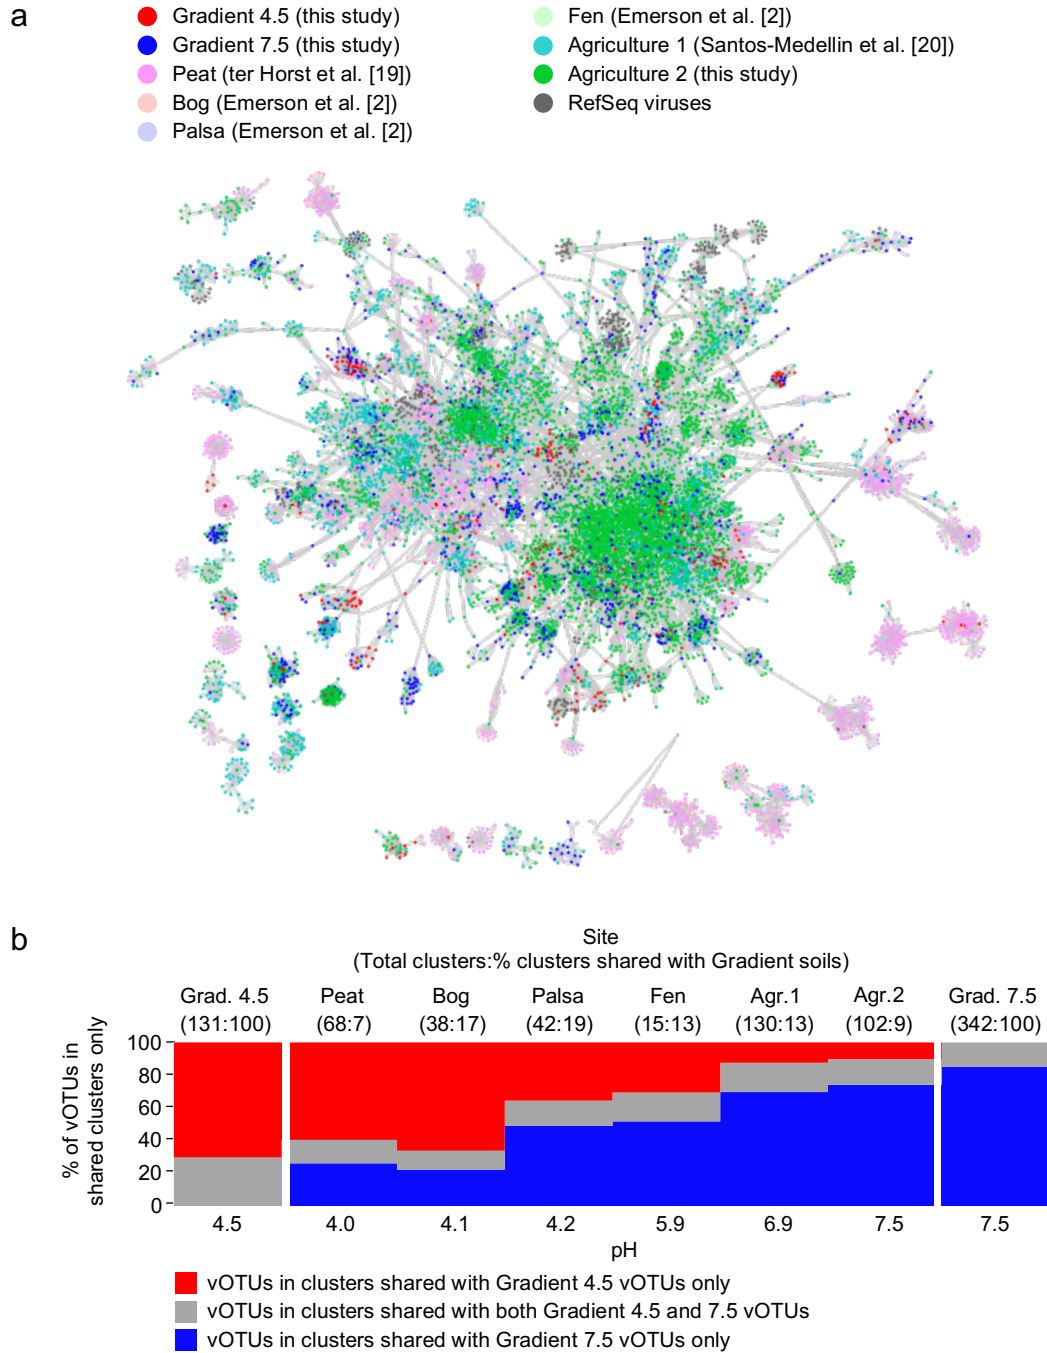 a
Gradient 4.5 (this study)
Gradient 7.5 (this study)
Peat (ter Horst et al. [19])
Bog (Emerson et al. [2])
Palsa (Emerson et al. [2])
Fen (Emerson et al. [2])
Agriculture 1 (Santos-Medellin et al. [20])
Agriculture 2 (this study)
RefSeq viruses
b
Site
(Total clusters:% clusters shared with Gradient soils)
Grad. 4.5 Peat Bog Palsa Fen Agr.1 Agr.2 Grad. 7.5
(131:100) (68:7) (38:17) (42:19) (15:13) (130:13) (102:9) (342:100)
% of vOTUs in
shared clusters only
100
80
60
40
20
0
4.5 4.0 4.1 4.2 5.9 6.9 7.5 7.5
pH
vOTUs in clusters shared with Gradient 4.5 vOTUs only
vOTUs in clusters shared with both Gradient 4.5 and 7.5 vOTUs
vOTUs in clusters shared with Gradient 7.5 vOTUs only